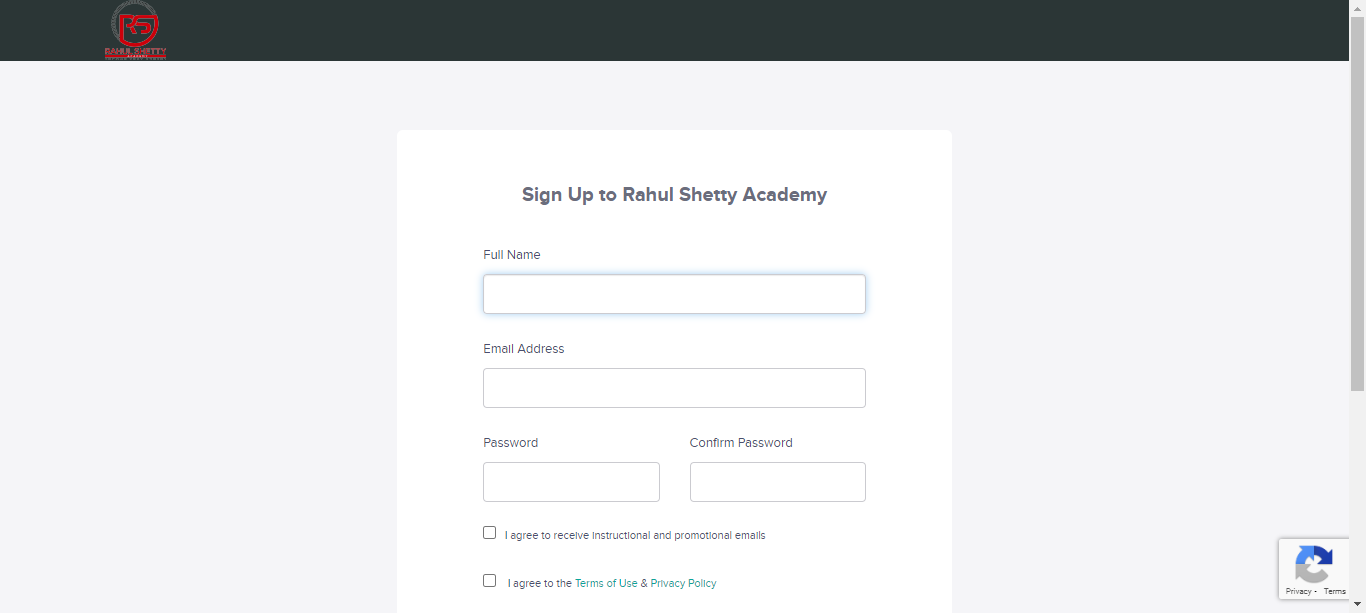 RS
RAHUL SHETTY
Sign Up to Rahul Shetty Academy
Full Name
Email Address
Password
Confirm Password
I agree to receive instructional and promotional emails
I agree to the Terms of Use & Privacy Policy
Privacy - Terms